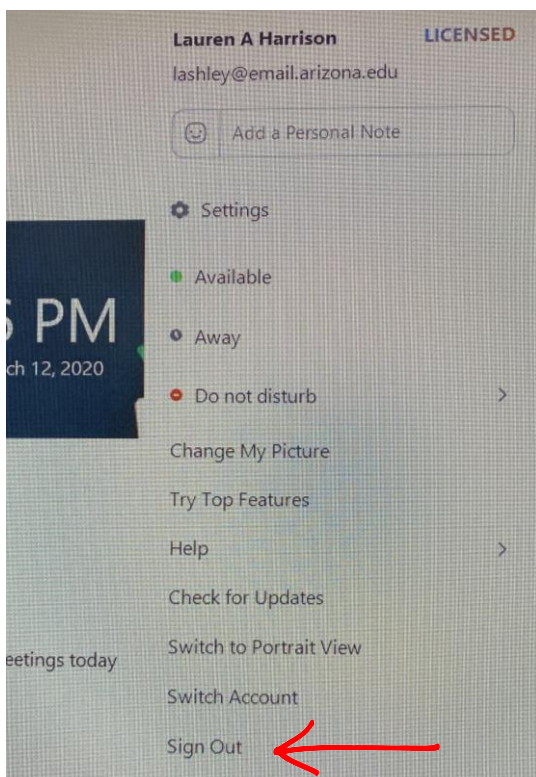 Lauren A Harrison LICENSED
lashley@email.arizona.edu
Add a Personal Note
Settings
Available
PM
Away
12, 2020
Do not disturb
Change My Picture
Try Top Features
Help
Check for Updates
Switch to Portrait View
today
Switch Account
Sign Out